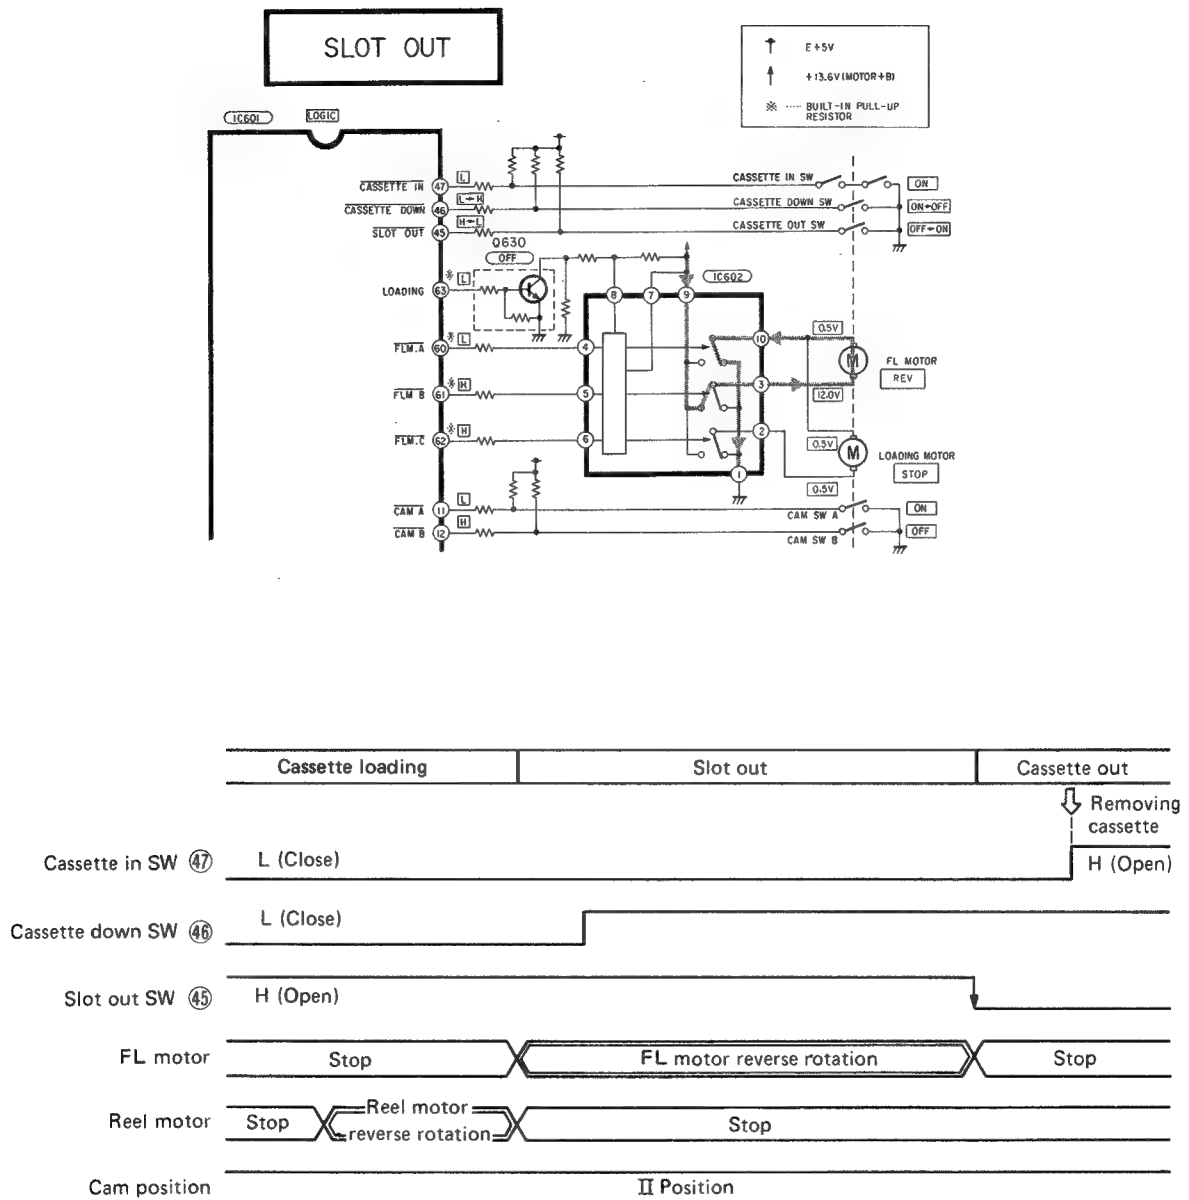 SLOT OUT
E+5V
+13.6V(MOTOR+B)
※ ····· BUILT-IN PULL-UP
RESISTOR
IC601
LOGIC
CASSETTE IN 47 L
CASSETTE IN SW
ON
CASSETTE DOWN 46 L→H
CASSETTE DOWN SW
ON→OFF
SLOT OUT 45 H→L
CASSETTE OUT SW
OFF→ON
Q630
OFF
LOADING 63 ※ L
IC602
8 7 9
FLM.A 60 ※ L
4
10
0.5V
M
FL MOTOR
REV
FLM B 61 ※ H
5
3
12.0V
FLM.C 62 ※ H
6
2
0.5V
M
LOADING MOTOR
STOP
1
0.5V
CAM A 11 L
CAM SW A
ON
CAM B 12 H
CAM SW B
OFF
Cassette loading
Slot out
Cassette out
Removing
cassette
Cassette in SW 47
L (Close)
H (Open)
Cassette down SW 46
L (Close)
Slot out SW 45
H (Open)
FL motor
Stop
FL motor reverse rotation
Stop
Reel motor
Stop
Reel motor
reverse rotation
Stop
Cam position
II Position